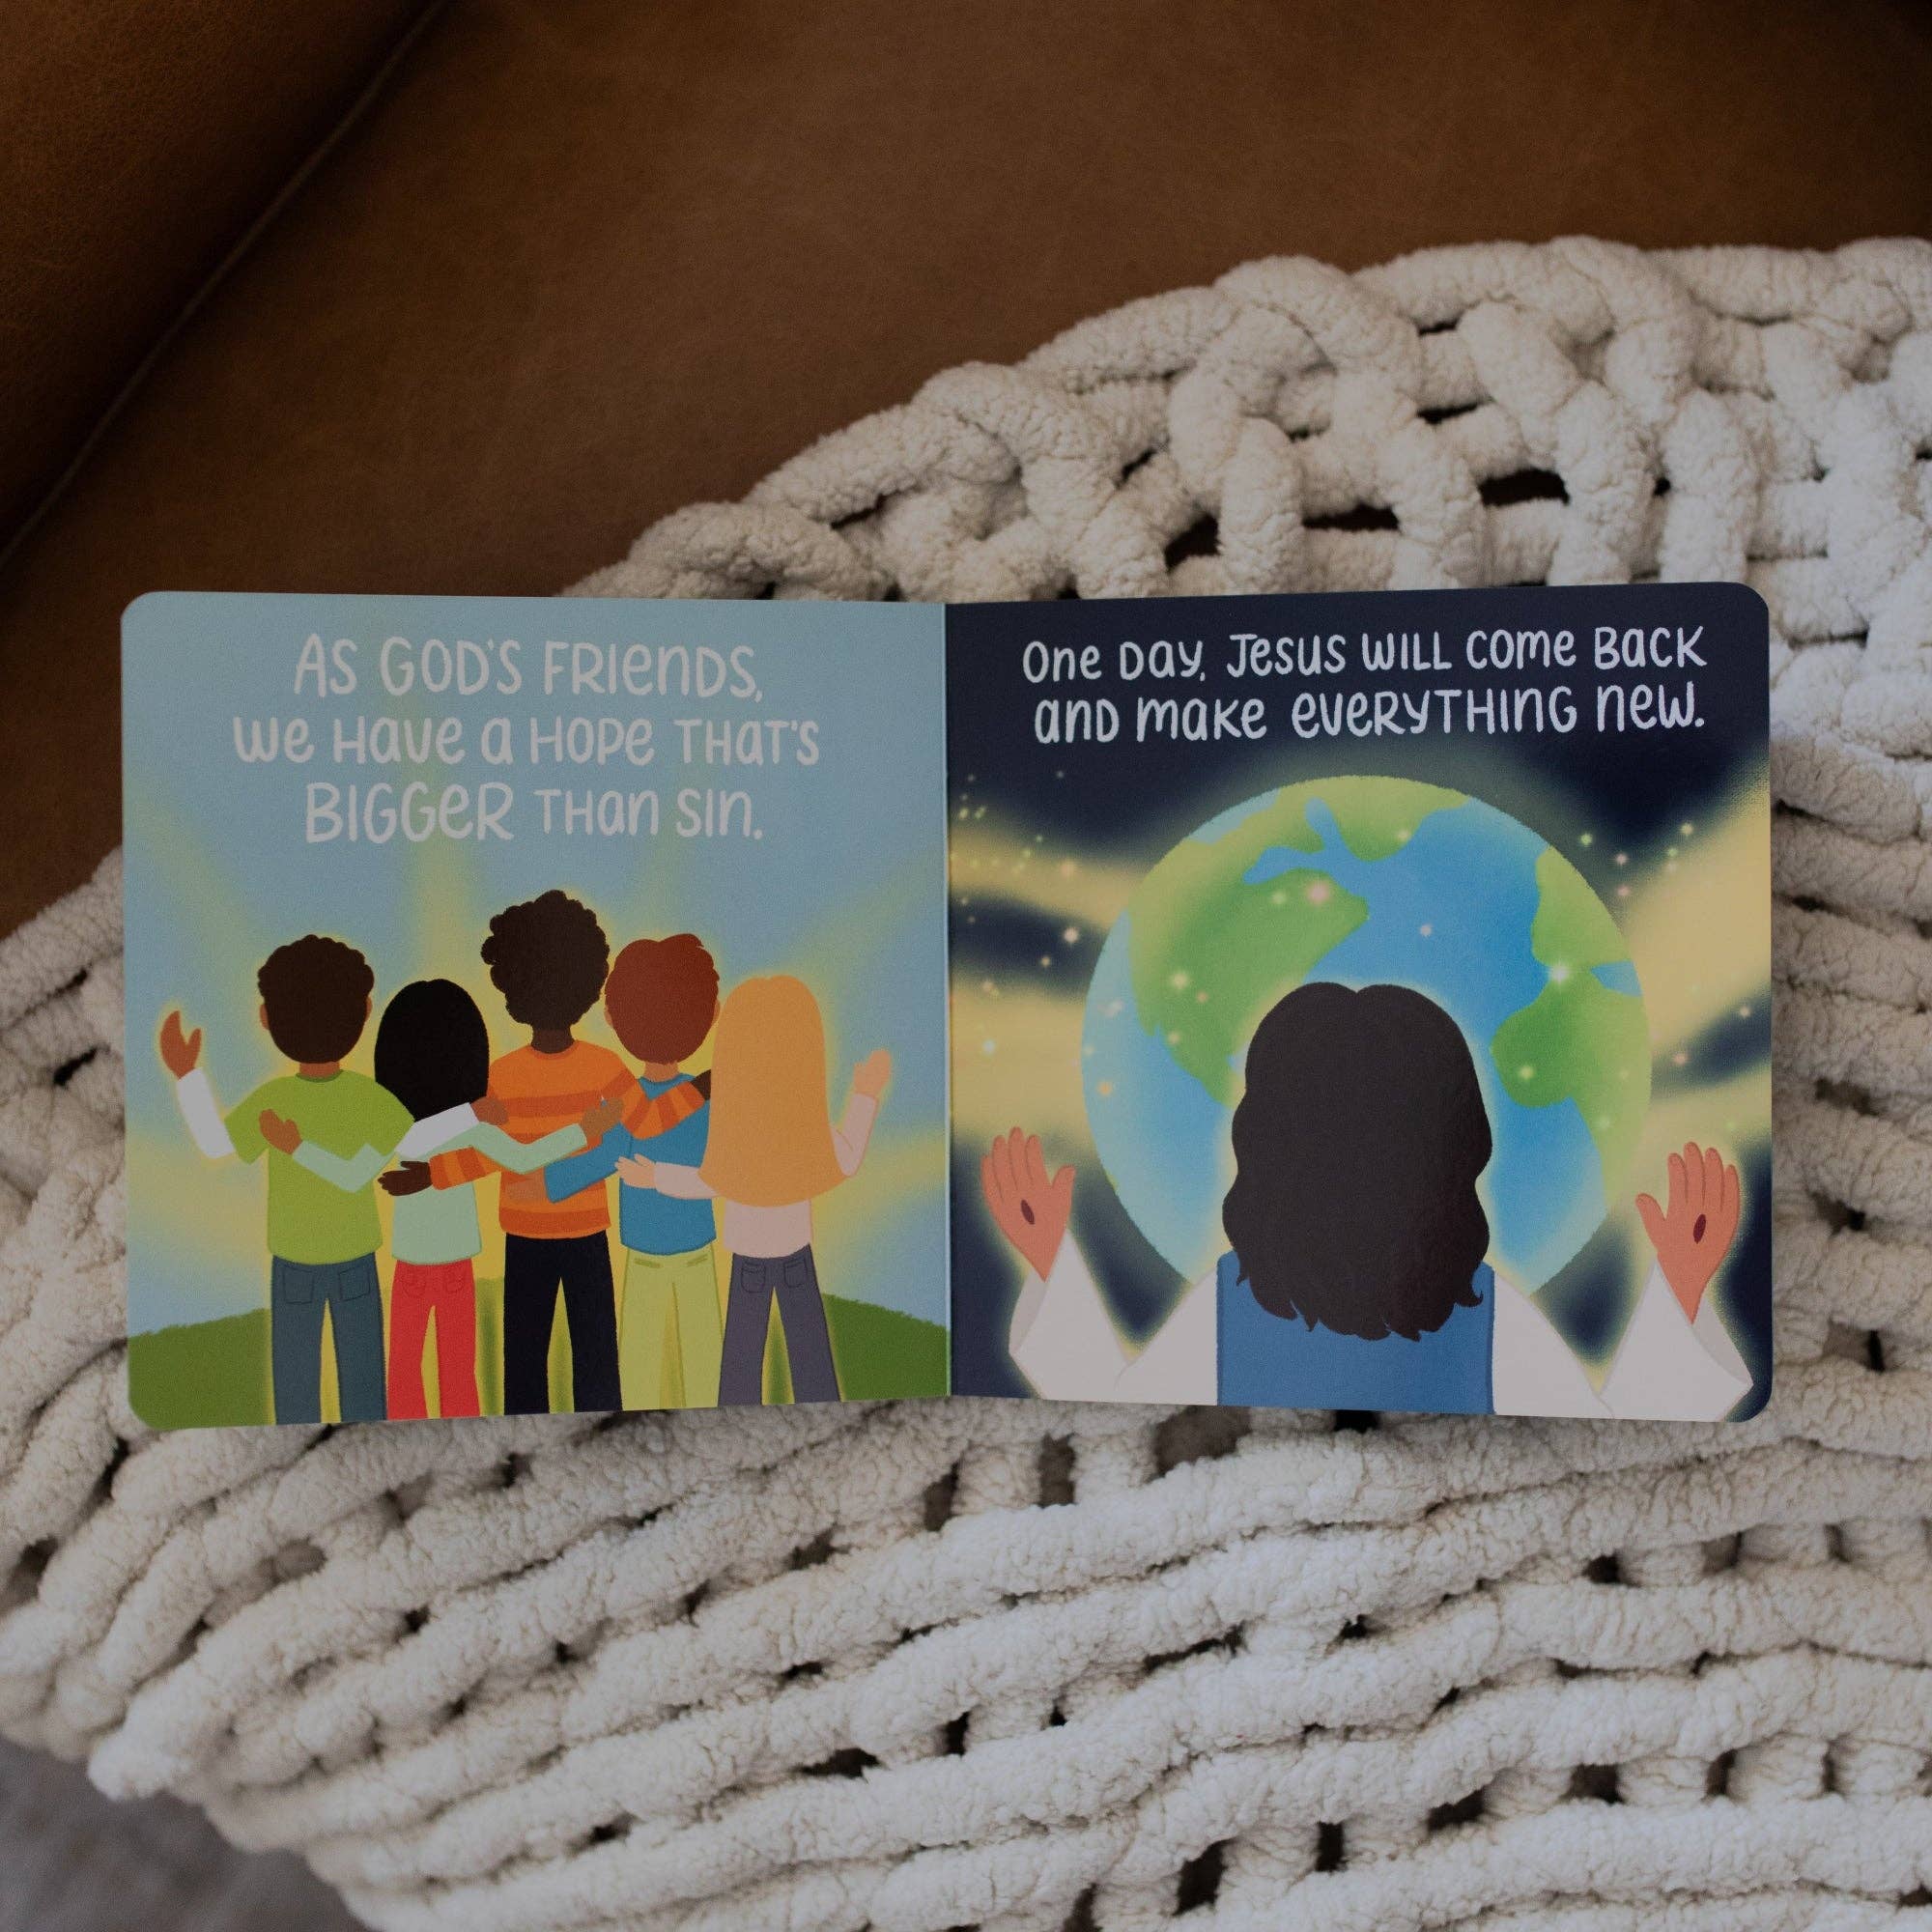 As GOD'S FRIENDS,
We Have a HOPE THAT'S
BIGGER THAN SIN.
One Day, Jesus WILL come Back
and make EVERYTHING new.